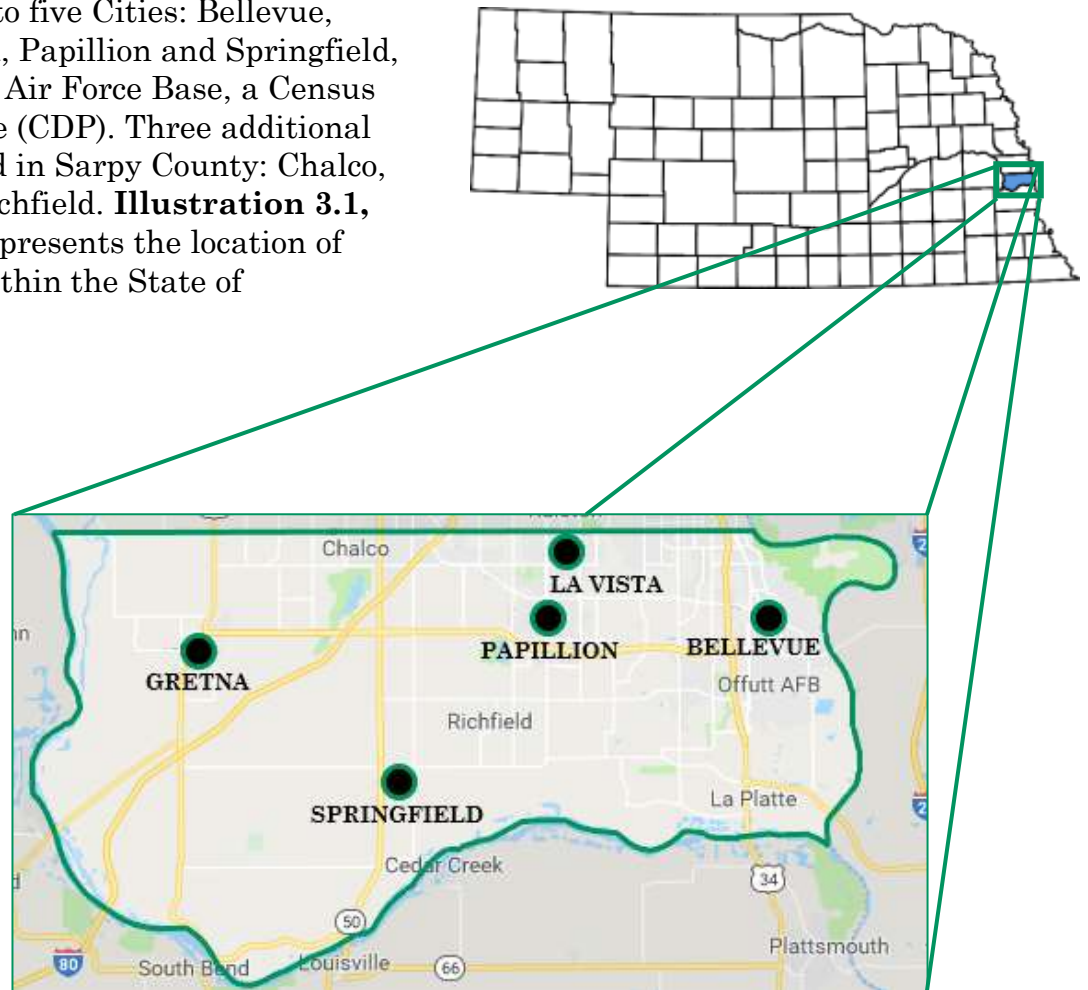 to five Cities: Bellevue,
, Papillion and Springfield,
Air Force Base, a Census
e (CDP). Three additional
d in Sarpy County: Chalco,
chfield. Illustration 3.1,
presents the location of
thin the State of
Chalco
LA VISTA
PAPILLION
BELLEVUE
GRETNA
Offutt AFB
Richfield
La Platte
SPRINGFIELD
Cedar Creek
34
50
Plattsmouth
80
South Bend
Louisville
66